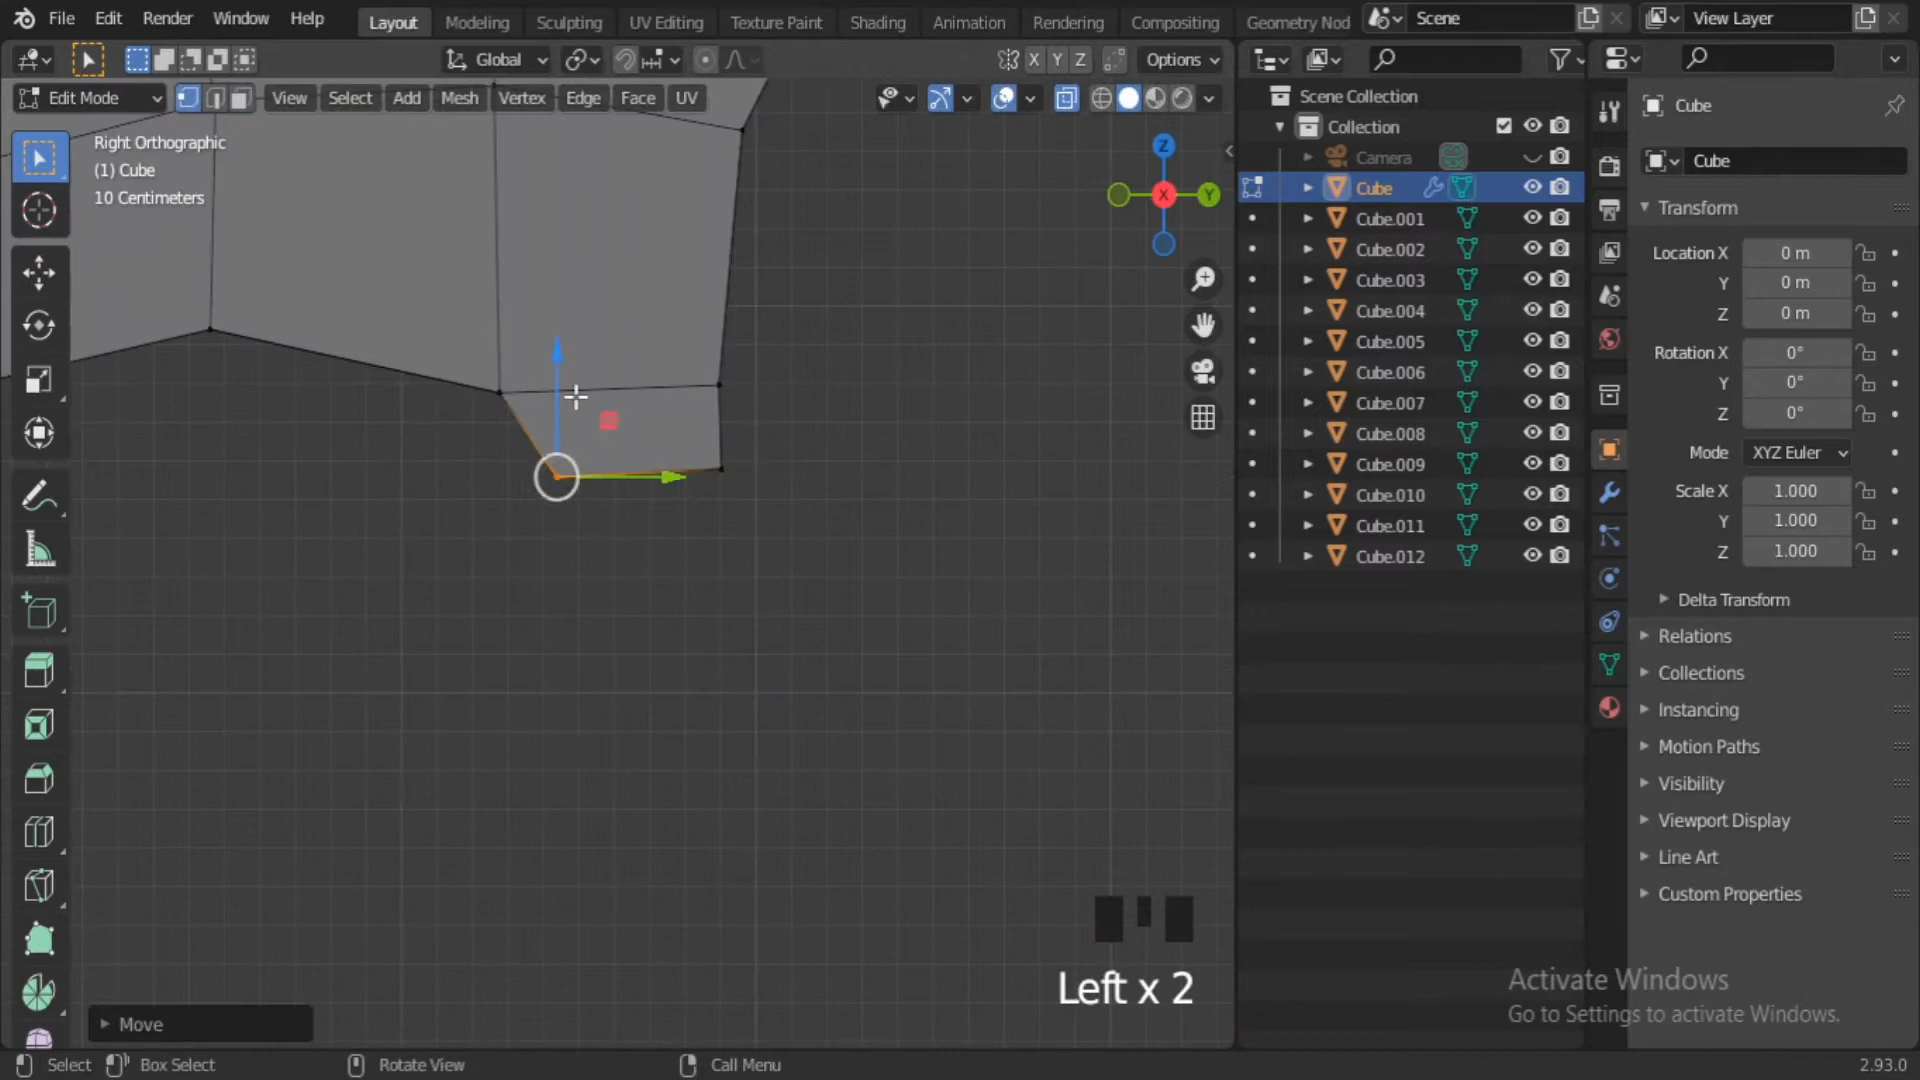 File Edit Render Window Help
Layout Modeling Sculpting UV Editing Texture Paint Shading Animation Rendering Compositing Geometry Nod
Scene
View Layer
Global
X Y Z
Options
Edit Mode
View Select Add Mesh Vertex Edge Face UV
Right Orthographic
(1) Cube
10 Centimeters
Z
X
Y
Scene Collection
Collection
Camera
Cube
Cube.001
Cube.002
Cube.003
Cube.004
Cube.005
Cube.006
Cube.007
Cube.008
Cube.009
Cube.010
Cube.011
Cube.012
Cube
Cube
Transform
Location X 0 m
Y 0 m
Z 0 m
Rotation X 0°
Y 0°
Z 0°
Mode XYZ Euler
Scale X 1.000
Y 1.000
Z 1.000
Delta Transform
Relations
Collections
Instancing
Motion Paths
Visibility
Viewport Display
Line Art
Custom Properties
Left x 2
Activate Windows
Go to Settings to activate Windows.
Move
Select Box Select Rotate View Call Menu 2.93.0